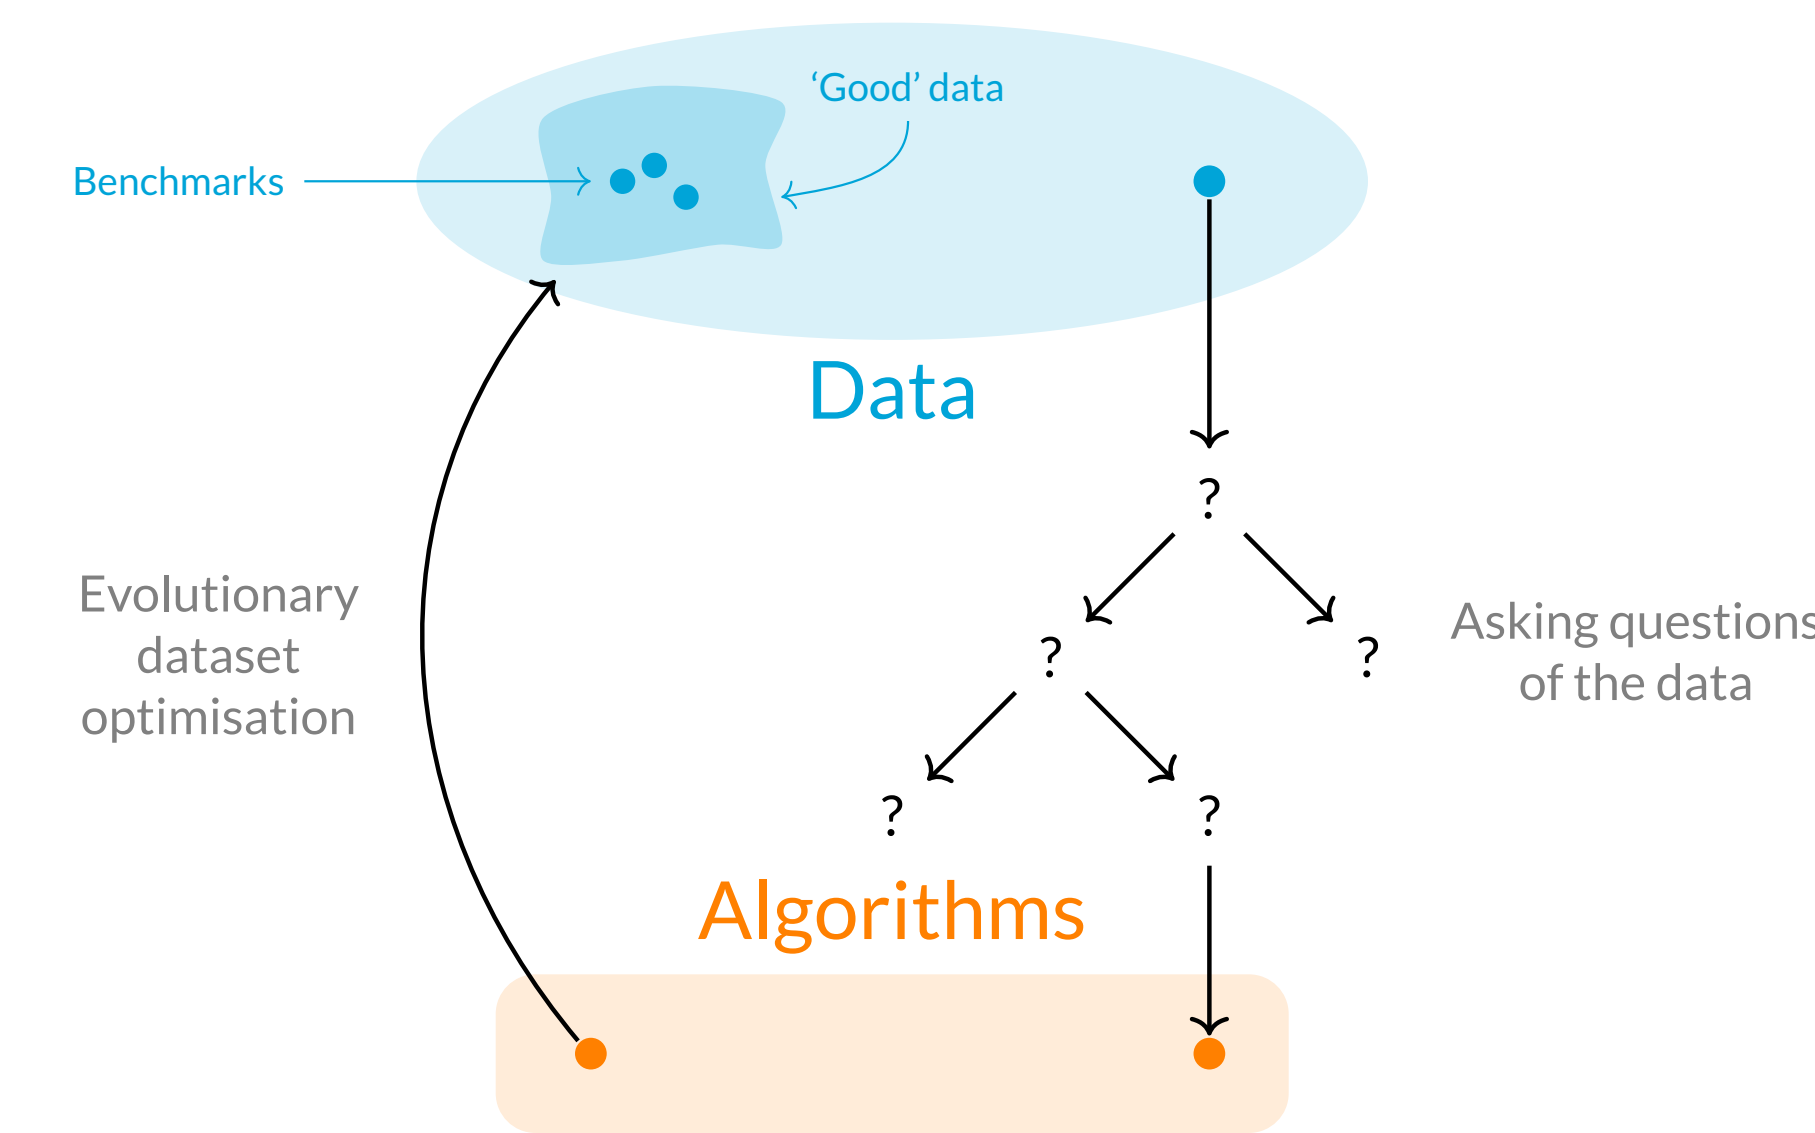 ‘Good’ data
Benchmarks
Data
?
Evolutionary
dataset
optimisation
? ?
Asking questions
of the data
? ?
Algorithms